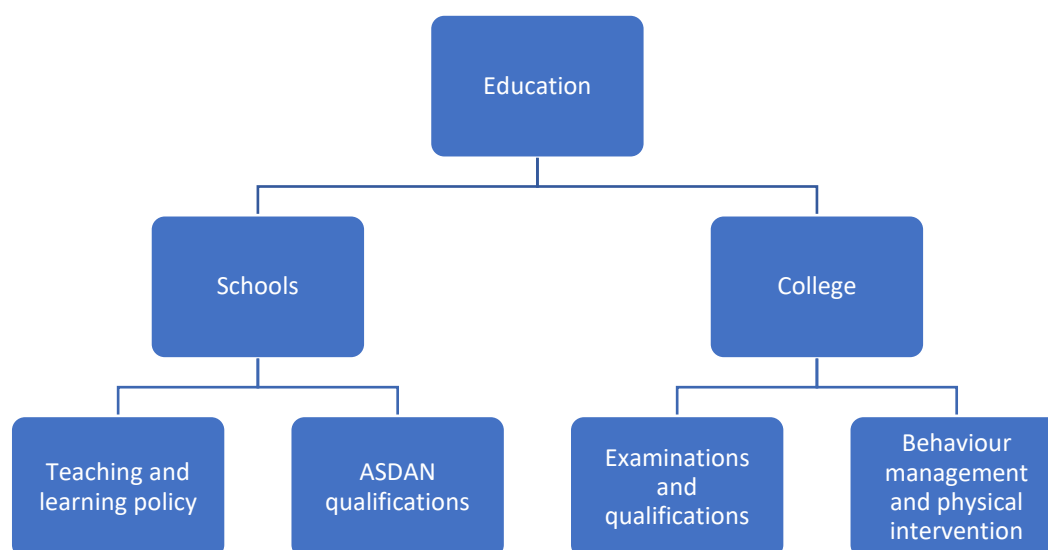 Education
Schools
College
Teaching and
learning policy
ASDAN
qualifications
Examinations
and
qualifications
Behaviour
management
and physical
intervention